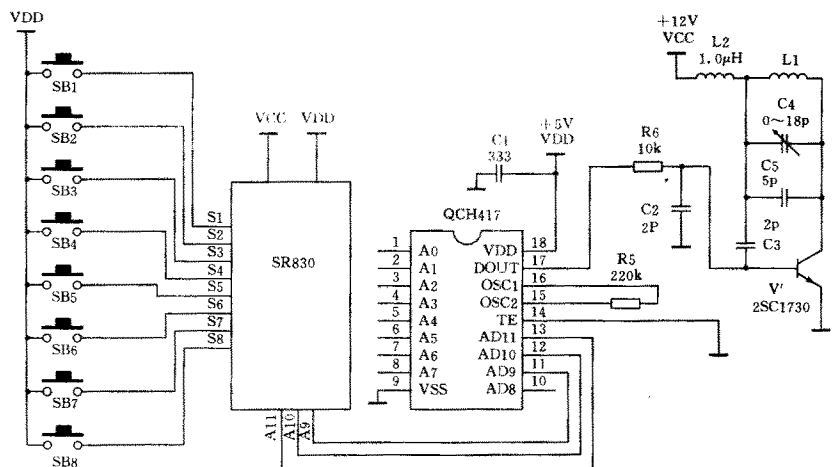 VDD
SB1
SB2
SB3
SB4
SB5
SB6
SB7
SB8
VCC
VDD
SR830
S1
S2
S3
S4
S5
S6
S7
S8
A11
A10
A9
C1
333
+5V
VDD
QCH417
1 A0
2 A1
3 A2
4 A3
5 A4
6 A5
7 A6
8 A7
9 VSS
VDD 18
DOUT 17
OSC1 16
OSC2 15
TE 14
AD11 13
AD10 12
AD9 11
AD8 10
R6
10k
C2
2P
R5
220k
+12V
VCC
L2
1.0μH
L1
C4
0～18p
C5
5p
2p
C3
V'
2SC1730